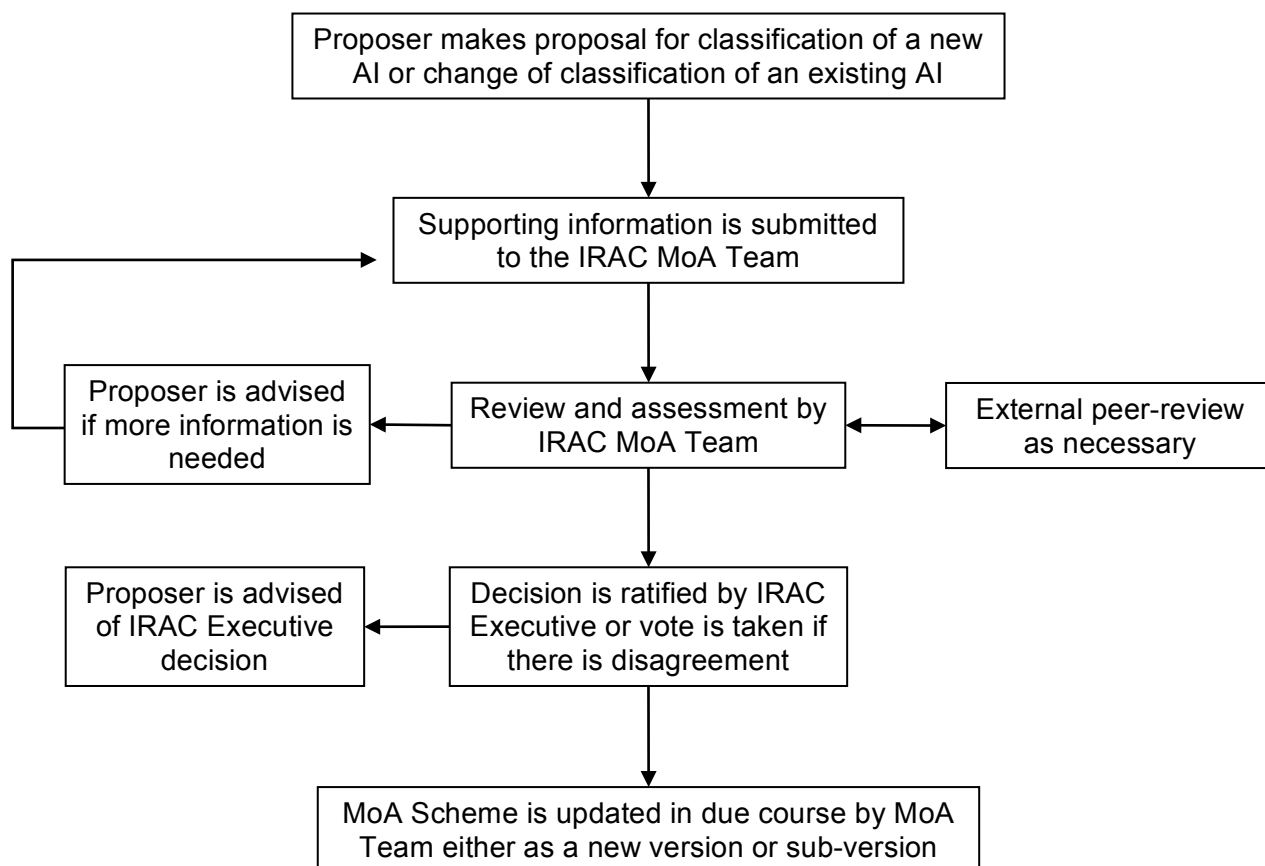 Proposer makes proposal for classification of a new
AI or change of classification of an existing AI
Supporting information is submitted
to the IRAC MoA Team
Proposer is advised
if more information is
needed
Review and assessment by
IRAC MoA Team
External peer-review
as necessary
Proposer is advised
of IRAC Executive
decision
Decision is ratified by IRAC
Executive or vote is taken if
there is disagreement
MoA Scheme is updated in due course by MoA
Team either as a new version or sub-version